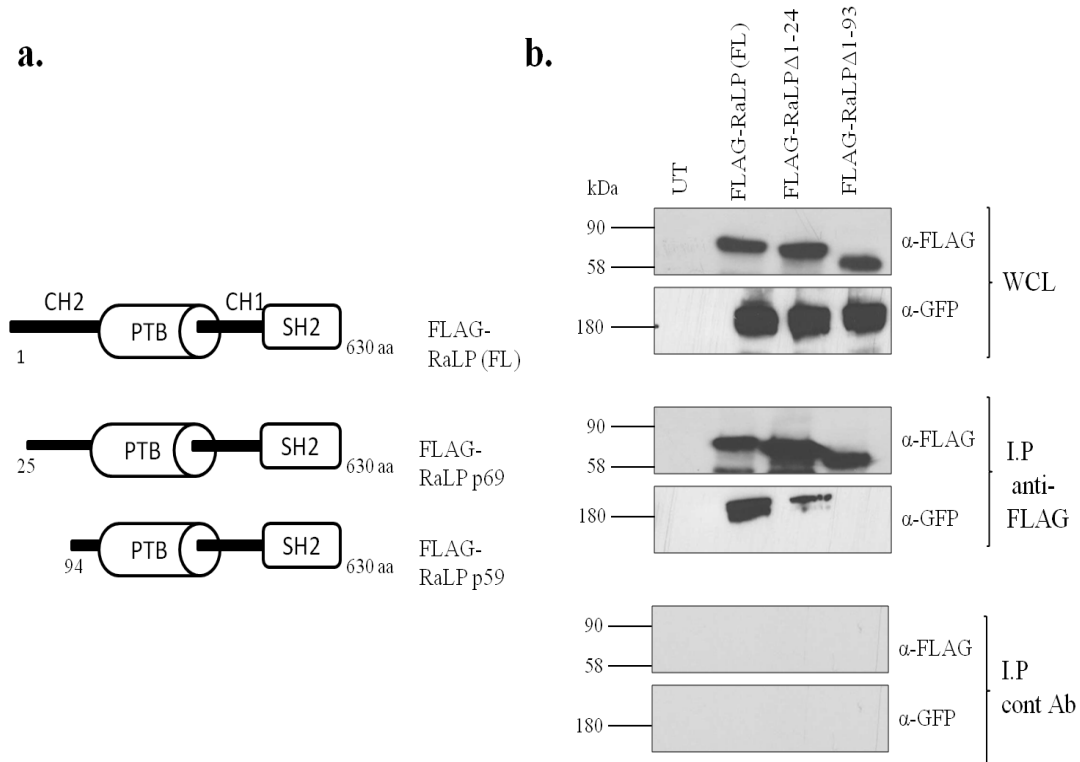 a.
CH2
CH1
PTB
SH2
1
630 aa
FLAG-
RaLP (FL)
PTB
SH2
25
630 aa
FLAG-
RaLP p69
PTB
SH2
94
630 aa
FLAG-
RaLP p59
b.
UT
FLAG-RaLP (FL)
FLAG-RaLPΔ1-24
FLAG-RaLPΔ1-93
kDa
90
58
α-FLAG
180
α-GFP
WCL
90
58
α-FLAG
180
α-GFP
I.P
anti-
FLAG
90
58
α-FLAG
180
α-GFP
I.P
cont Ab